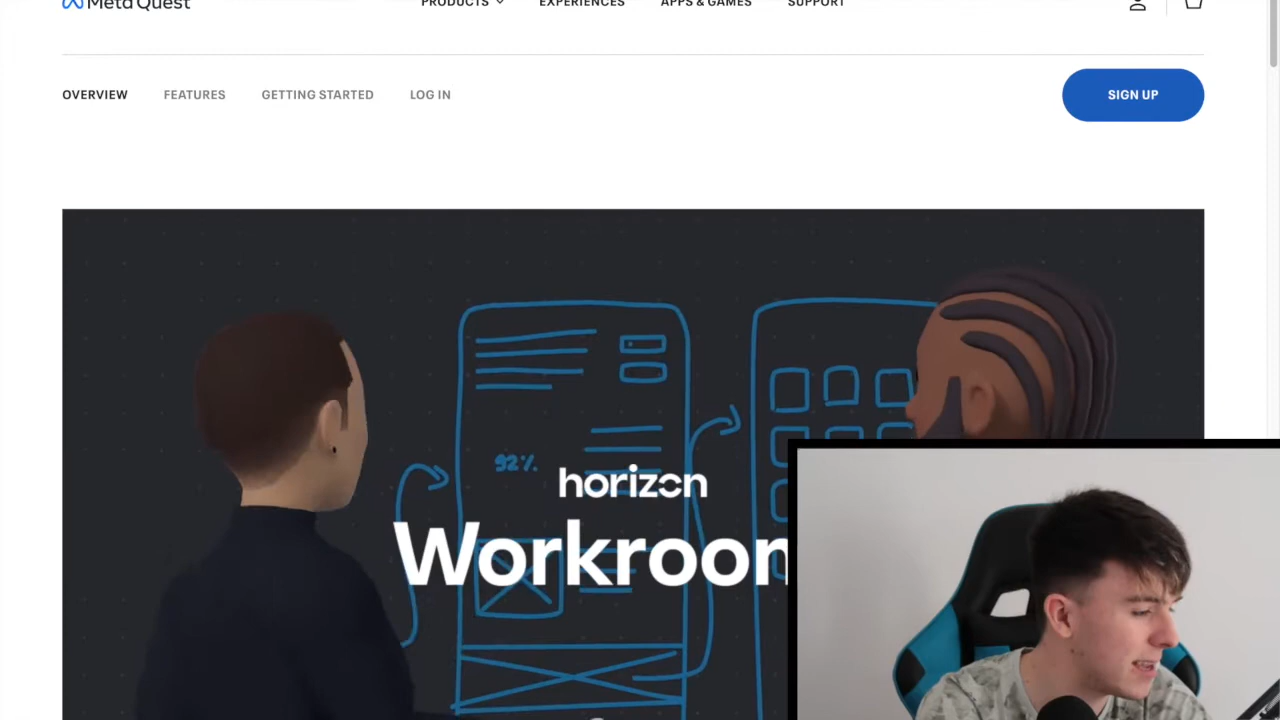 Meta Quest
PRODUCTS EXPERIENCES APPS & GAMES SUPPORT
OVERVIEW FEATURES GETTING STARTED LOG IN SIGN UP
92%
horizon
Workroom